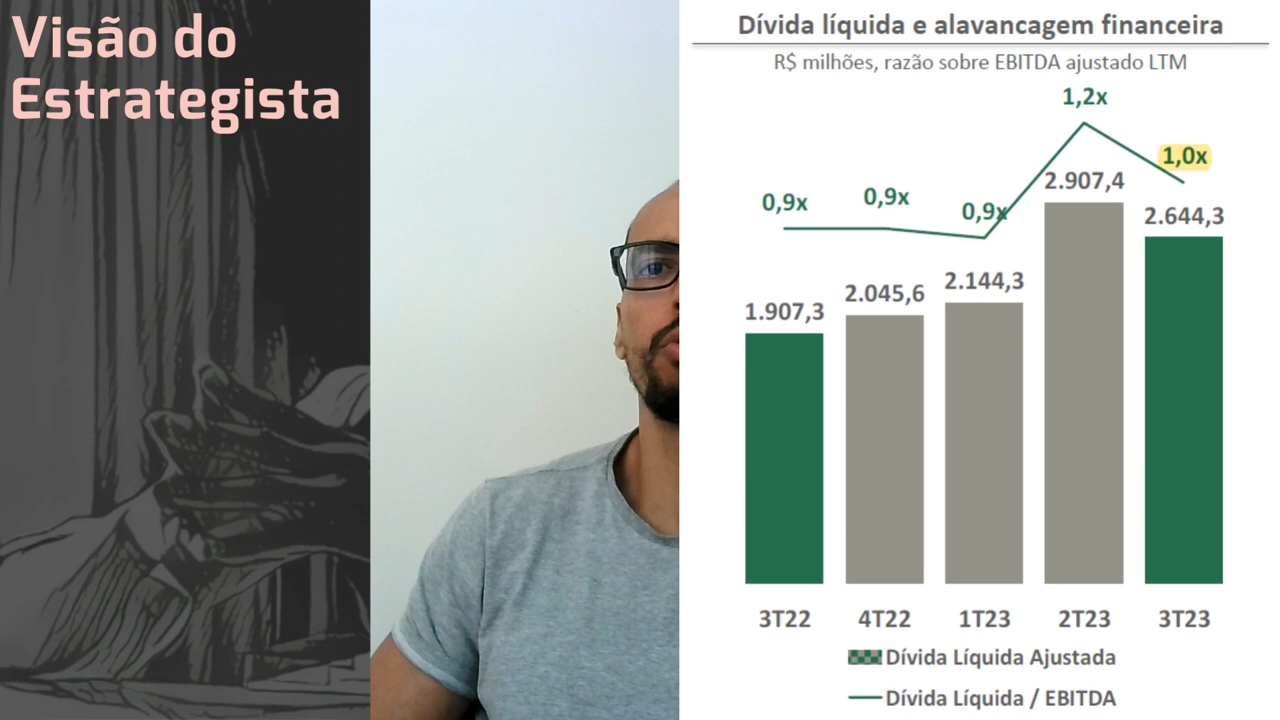 Visão do
Estrategista
Dívida líquida e alavancagem financeira
R$ milhões, razão sobre EBITDA ajustado LTM
1,2x
1,0x
0,9x
0,9x
0,9x
2.907,4
2.644,3
2.144,3
2.045,6
1.907,3
3T22 4T22 1T23 2T23 3T23
Dívida Líquida Ajustada
Dívida Líquida / EBITDA